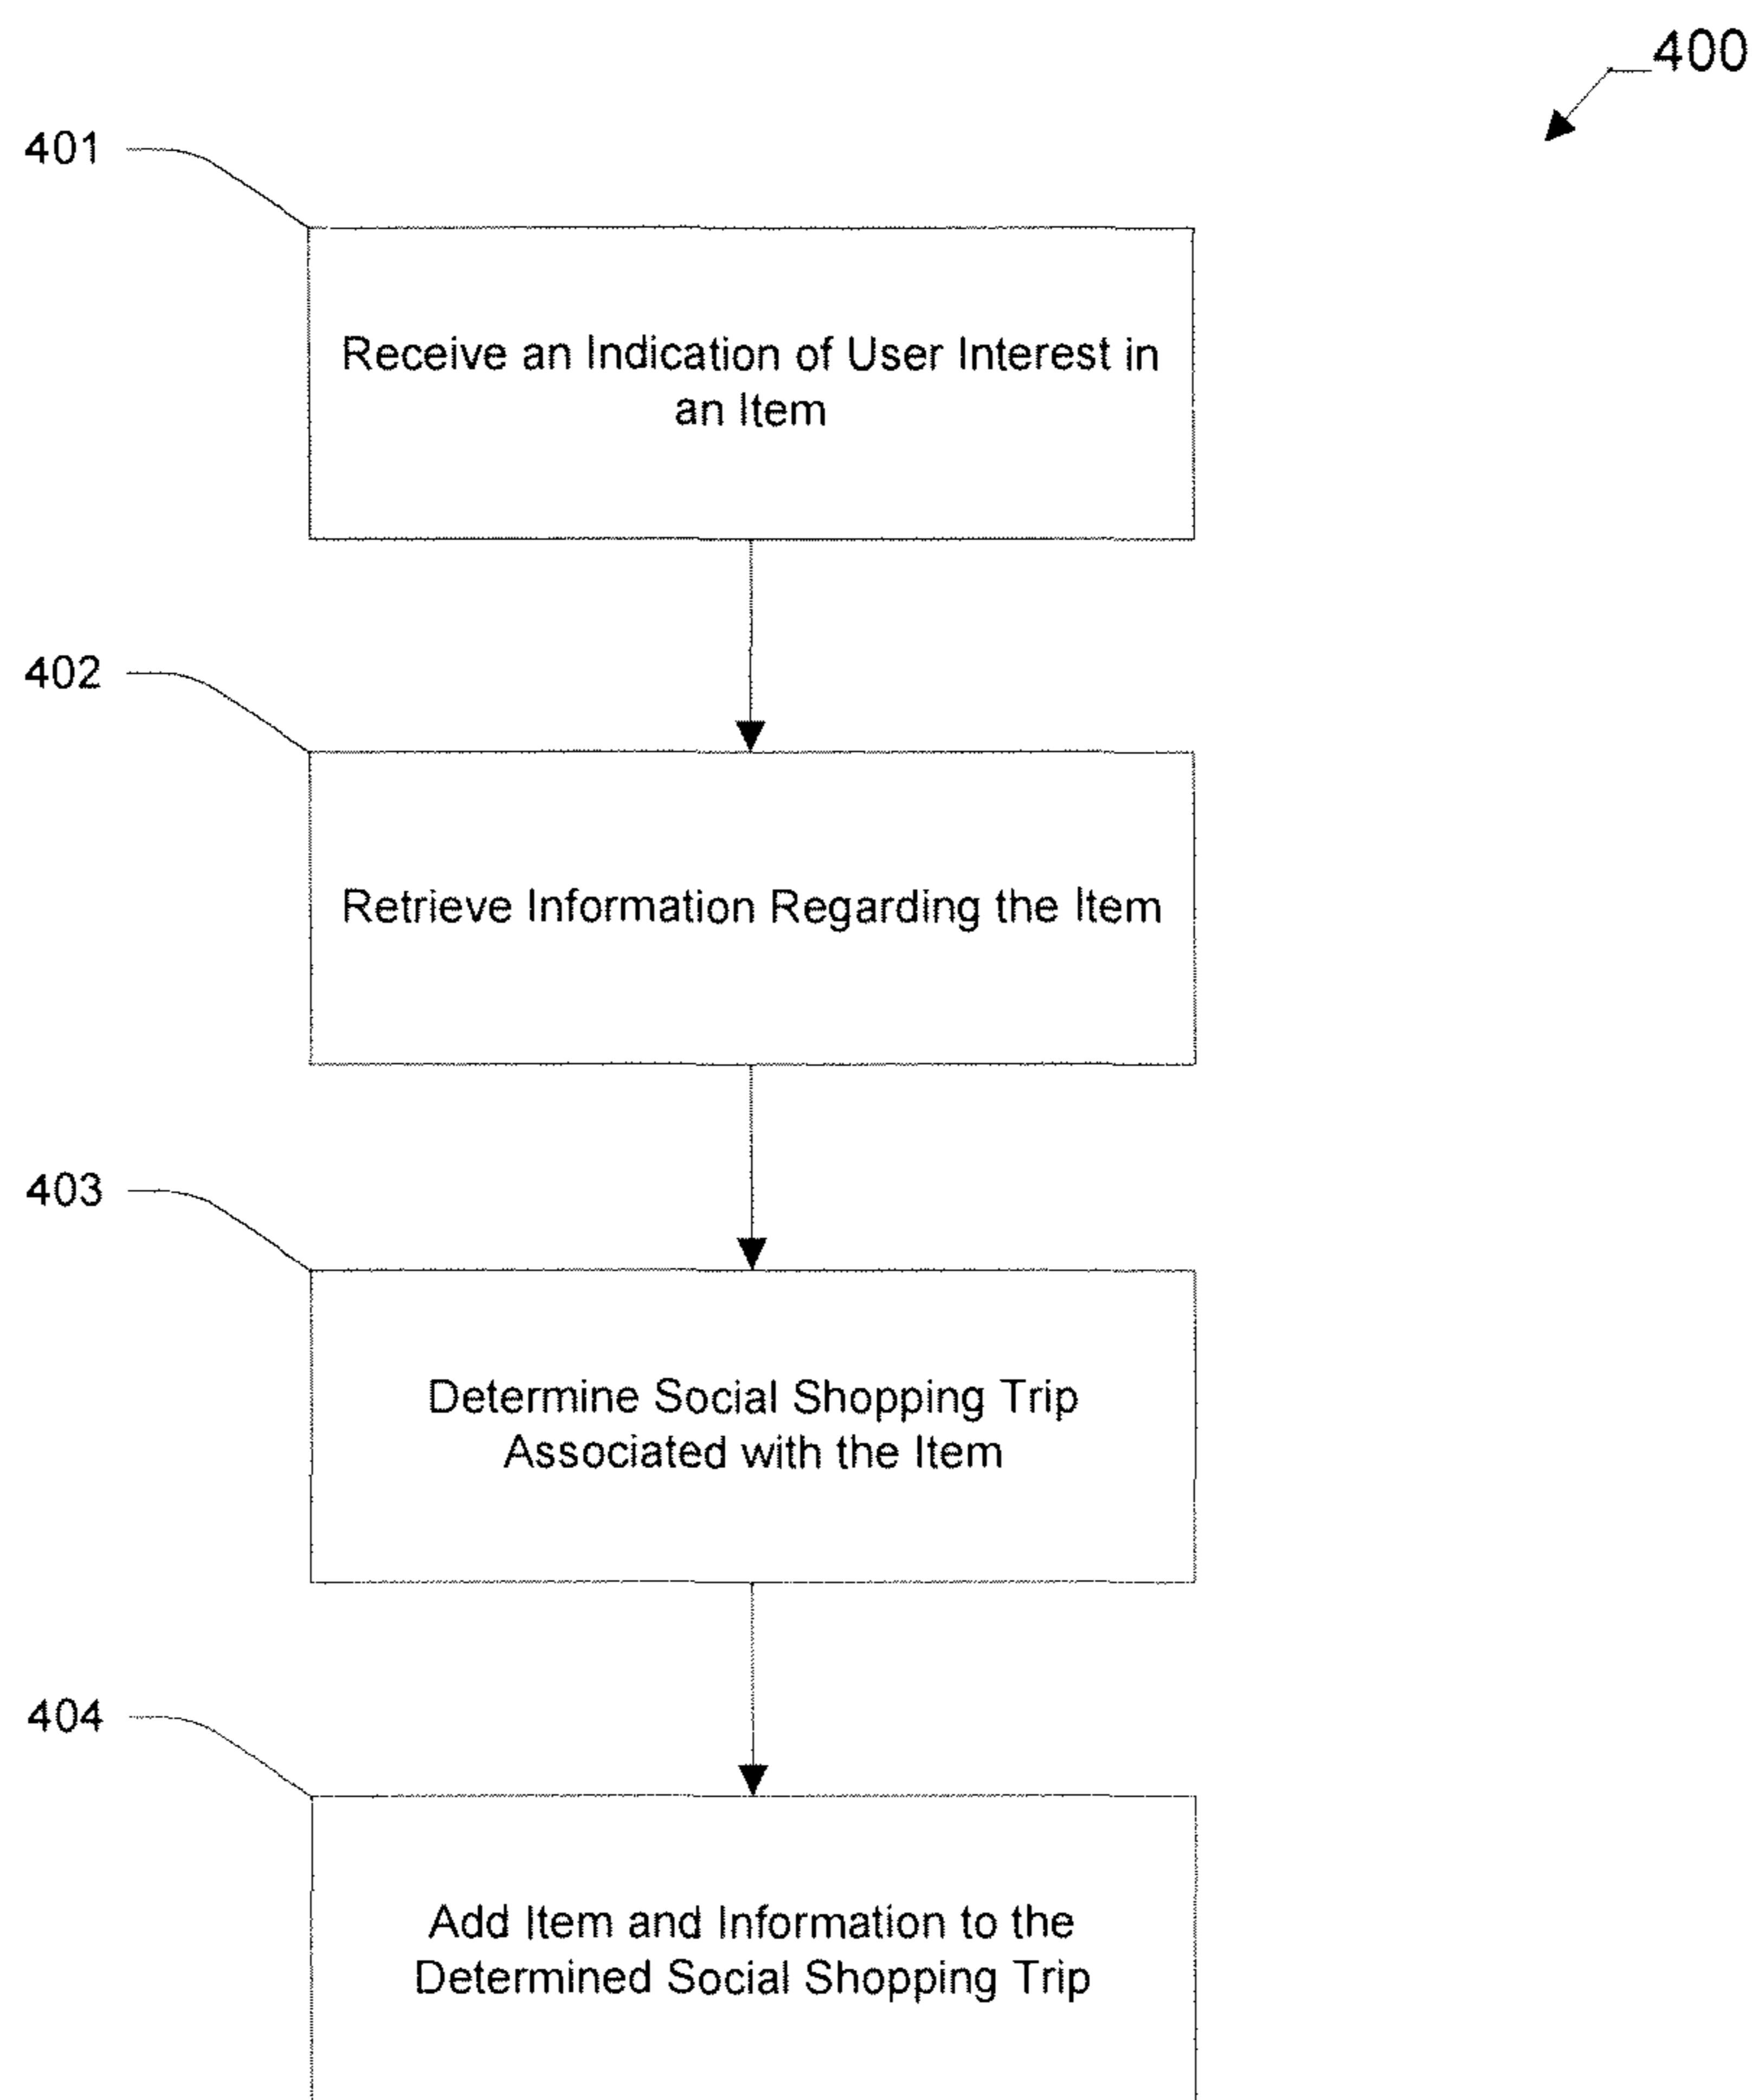 400
401
Receive an Indication of User Interest in
an Item
402
Retrieve Information Regarding the Item
403
Determine Social Shopping Trip
Associated with the Item
404
Add Item and Information to the
Determined Social Shopping Trip